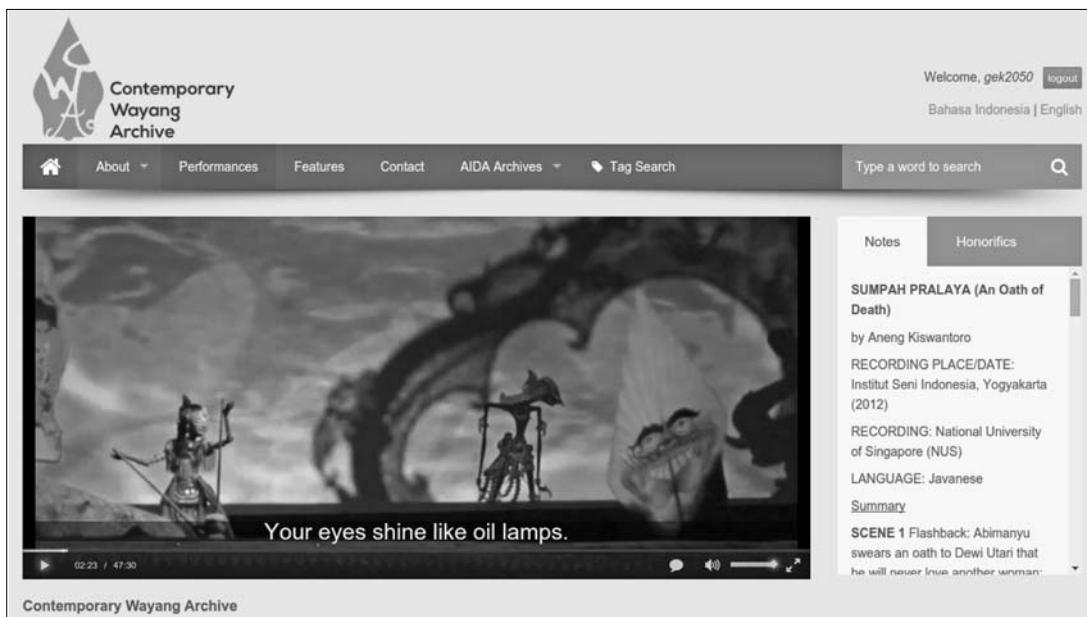 Contemporary
Wayang
Archive
Welcome, gek2050 logout
Bahasa Indonesia | English
About Performances Features Contact AIDA Archives Tag Search Type a word to search
Notes Honorifics
SUMPAH PRALAYA (An Oath of
Death)
by Aneng Kiswantoro
RECORDING PLACE/DATE:
Institut Seni Indonesia, Yogyakarta
(2012)
RECORDING: National University
of Singapore (NUS)
LANGUAGE: Javanese
Summary
SCENE 1 Flashback: Abimanyu
swears an oath to Dewi Utari that
he will never love another woman;
Your eyes shine like oil lamps.
02:23 / 47:30
Contemporary Wayang Archive